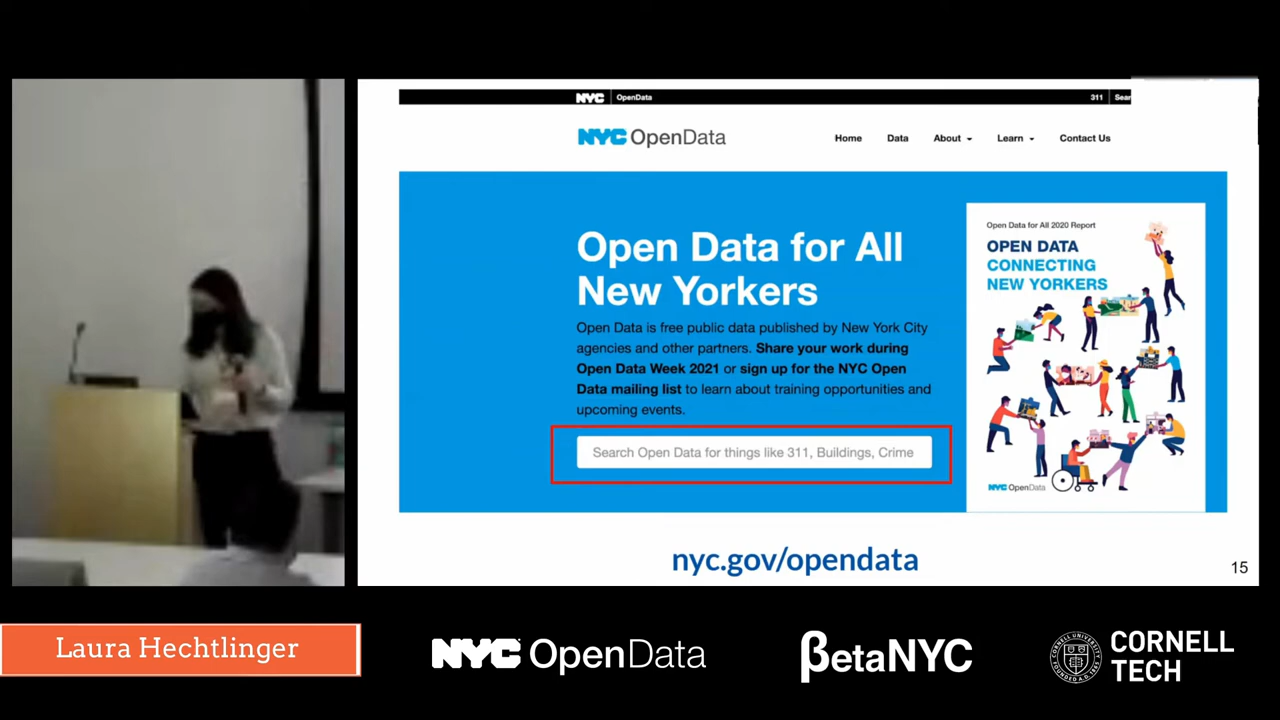 NYC OpenData
311 Sear
NYC OpenData
Home Data About Learn Contact Us
Open Data for All
New Yorkers
Open Data is free public data published by New York City
agencies and other partners. Share your work during
Open Data Week 2021 or sign up for the NYC Open
Data mailing list to learn about training opportunities and
upcoming events.
Search Open Data for things like 311, Buildings, Crime
Open Data for All 2020 Report
OPEN DATA
CONNECTING
NEW YORKERS
NYC OpenData
nyc.gov/opendata
15
Laura Hechtlinger
NYC OpenData
βetaNYC
CORNELL
TECH